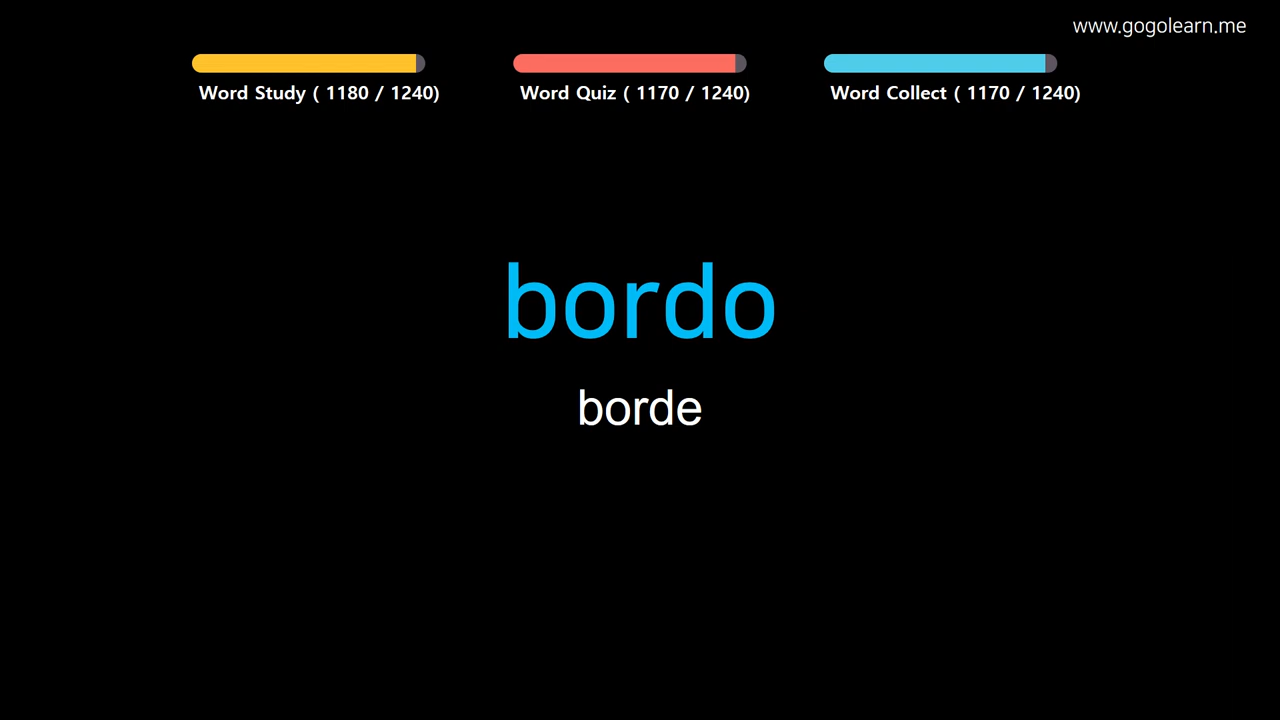 www.gogolearn.me
Word Study ( 1180 / 1240)
Word Quiz ( 1170 / 1240)
Word Collect ( 1170 / 1240)
bordo
borde